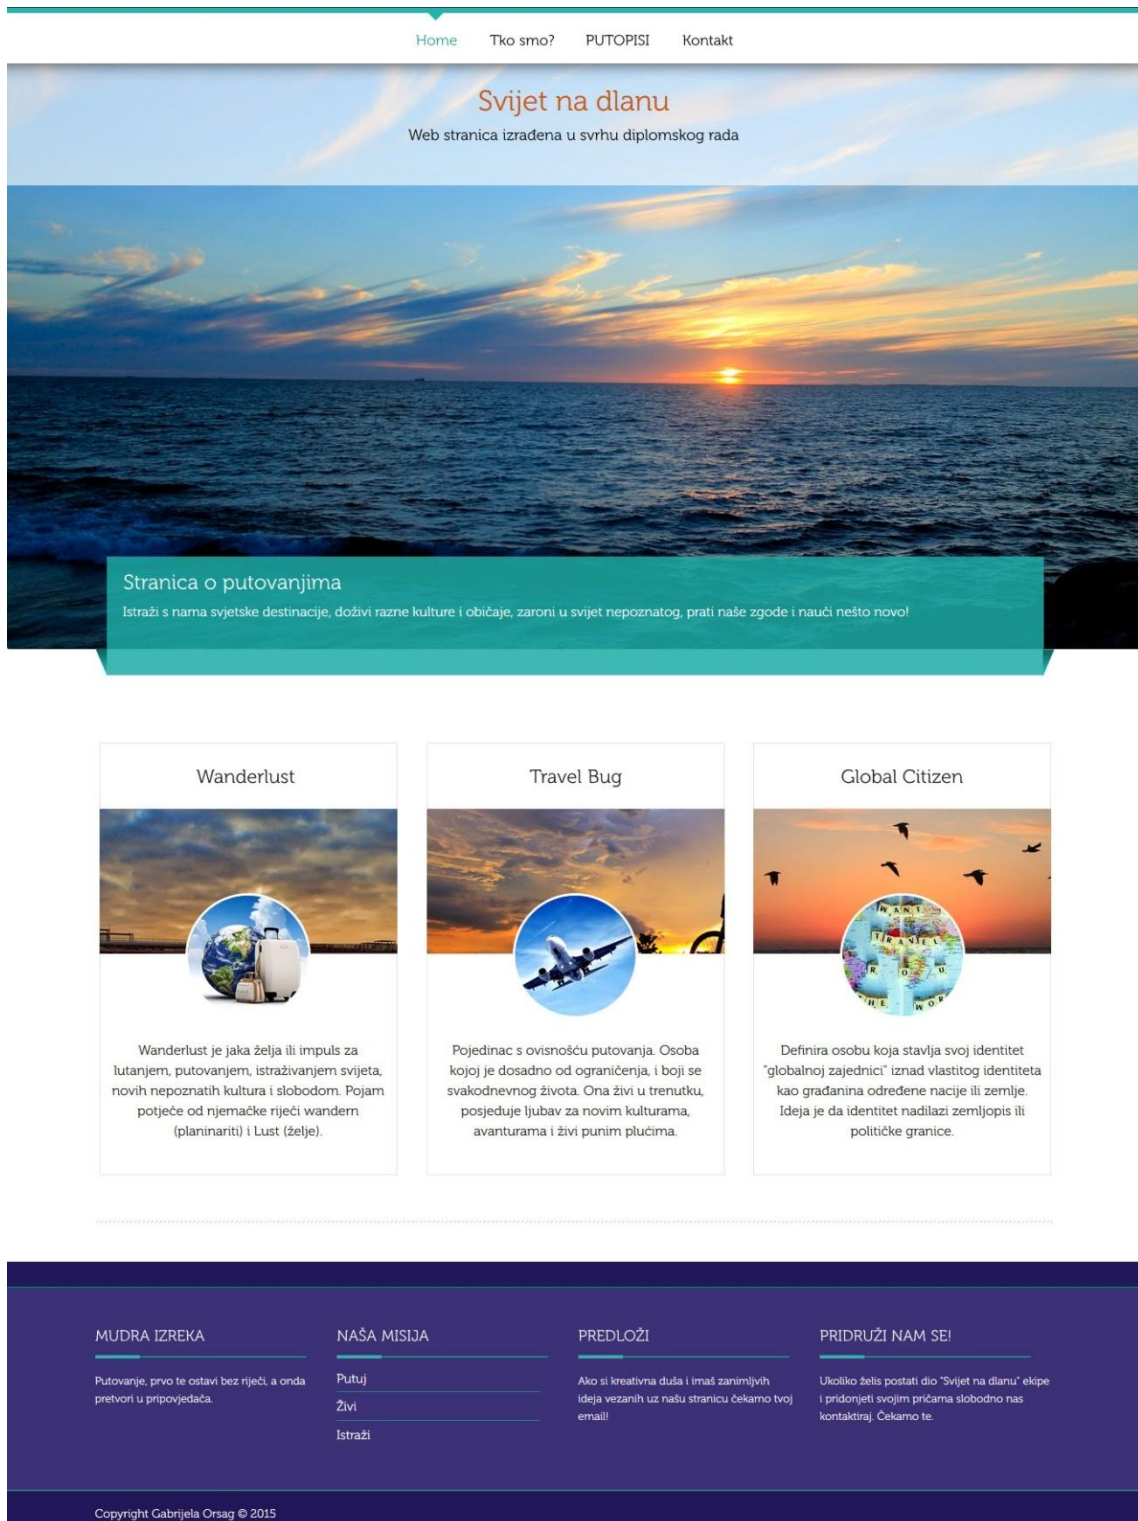 Home Tko smo? PUTOPISI Kontakt
Svijet na dlanu
Web stranica izrađena u svrhu diplomskog rada
Stranica o putovanjima
Istraži s nama svjetske destinacije, doživi razne kulture i običaje, zaroni u svijet nepoznatog, prati naše zgode i nauči nešto novo!
Wanderlust
Wanderlust je jaka želja ili impuls za
lutanjem, putovanjem, istraživanjem svijeta,
novih nepoznatih kultura i slobodom. Pojam
potječe od njemačke riječi wandern
(planinariti) i Lust (želje).
Travel Bug
Pojedinac s ovisnošću putovanja. Osoba
kojoj je dosadno od ograničenja, i boji se
svakodnevnog života. Ona živi u trenutku,
posjeduje ljubav za novim kulturama,
avanturama i živi punim plućima.
Global Citizen
WANT
TRAVEL
R O U
THE WOR
Definira osobu koja stavlja svoj identitet
"globalnoj zajednici" iznad vlastitog identiteta
kao građanina određene nacije ili zemlje.
Ideja je da identitet nadilazi zemljopis ili
političke granice.
MUDRA IZREKA
Putovanje, prvo te ostavi bez riječi, a onda
pretvori u pripovjedača.
NAŠA MISIJA
Putuj
Živi
Istraži
PREDLOŽI
Ako si kreativna duša i imaš zanimljvih
ideja vezanih uz našu stranicu čekamo tvoj
email!
PRIDRUŽI NAM SE!
Ukoliko želis postati dio "Svijet na dlanu" ekipe
i pridonjeti svojim pričama slobodno nas
kontaktiraj. Čekamo te.
Copyright Gabrijela Orsag © 2015